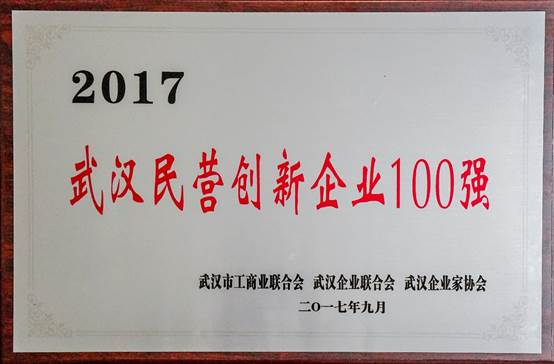 2017
武汉民营创新企业100强
武汉市工商业联合会 武汉企业联合会 武汉企业家协会
二〇一七年九月